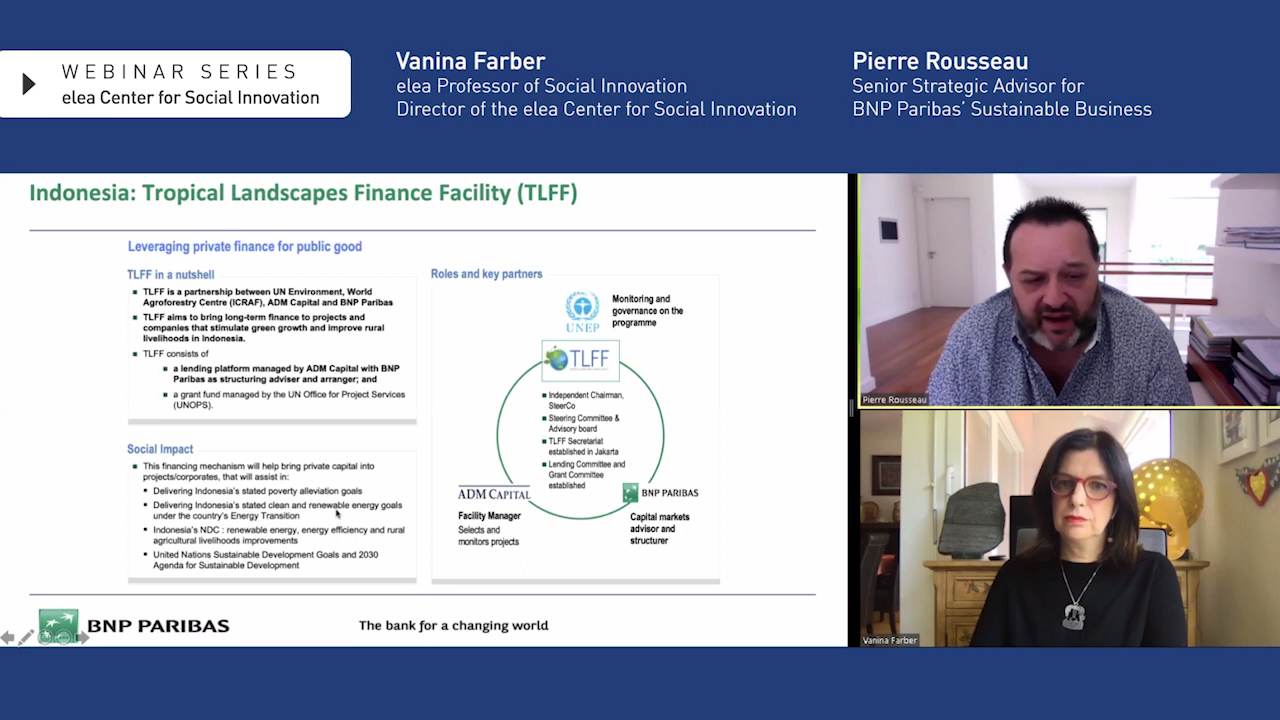 WEBINAR SERIES
elea Center for Social Innovation
Vanina Farber
elea Professor of Social Innovation
Director of the elea Center for Social Innovation
Pierre Rousseau
Senior Strategic Advisor for
BNP Paribas' Sustainable Business
Indonesia: Tropical Landscapes Finance Facility (TLFF)
Leveraging private finance for public good
TLFF in a nutshell
TLFF is a partnership between UN Environment, World
Agroforestry Centre (ICRAF), ADM Capital and BNP Paribas
TLFF aims to bring long-term finance to projects and
companies that stimulate green growth and improve rural
livelihoods in Indonesia.
TLFF consists of
a lending platform managed by ADM Capital with BNP
Paribas as structuring adviser and arranger; and
a grant fund managed by the UN Office for Project Services
(UNOPS).
Social Impact
This financing mechanism will help bring private capital into
projects/corporates, that will assist in:
Delivering Indonesia's stated poverty alleviation goals
Delivering Indonesia's stated clean and renewable energy goals
under the country's Energy Transition
Indonesia's NDC : renewable energy, energy efficiency and rural
agricultural livelihoods improvements
United Nations Sustainable Development Goals and 2030
Agenda for Sustainable Development
Roles and key partners
UNEP
Monitoring and
governance on the
programme
TLFF
Independent Chairman,
SteerCo
Steering Committee &
Advisory board
TLFF Secretariat
established in Jakarta
Lending Committee and
Grant Committee
established
ADM CAPITAL
Facility Manager
Selects and
monitors projects
BNP PARIBAS
Capital markets
advisor and
structurer
BNP PARIBAS
The bank for a changing world
Pierre Rousseau
Vanina Farber